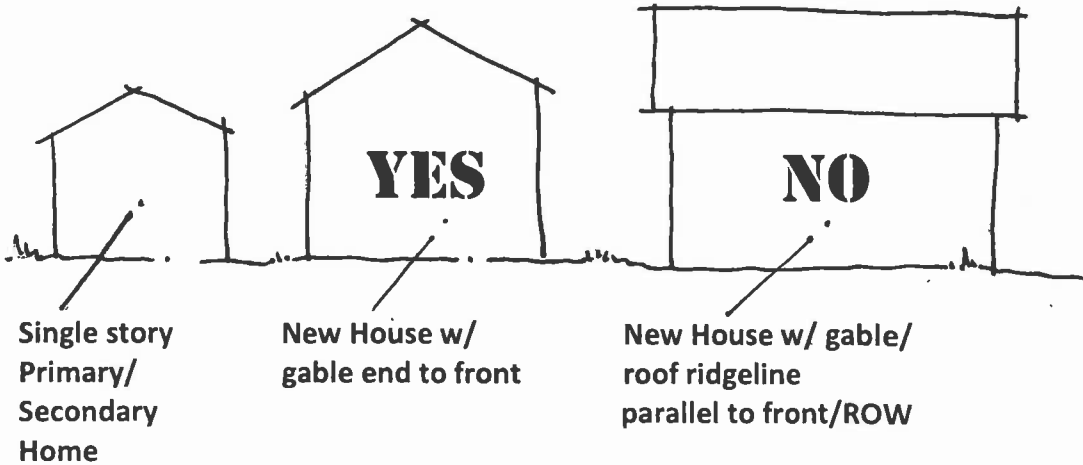 YES
NO
Single story
Primary/
Secondary
Home
New House w/
gable end to front
New House w/ gable/
roof ridgeline
parallel to front/ROW